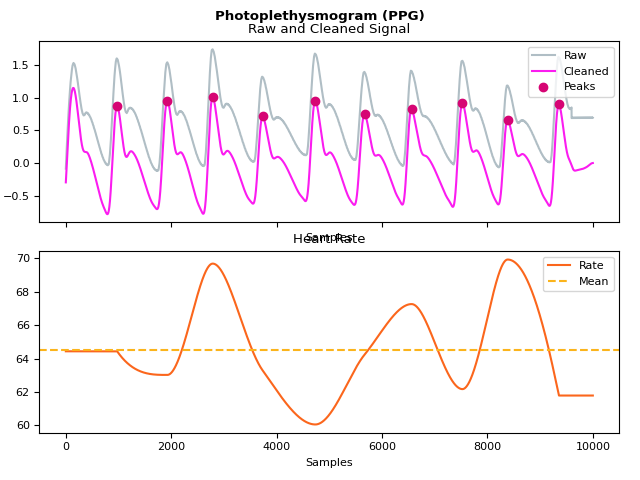 Photoplethysmogram (PPG)
Raw and Cleaned Signal
1.5
1.0
0.5
0.0
−0.5
Raw
Cleaned
Peaks
Samples
Heart Rate
70
68
66
64
62
60
Rate
Mean
0 2000 4000 6000 8000 10000
Samples